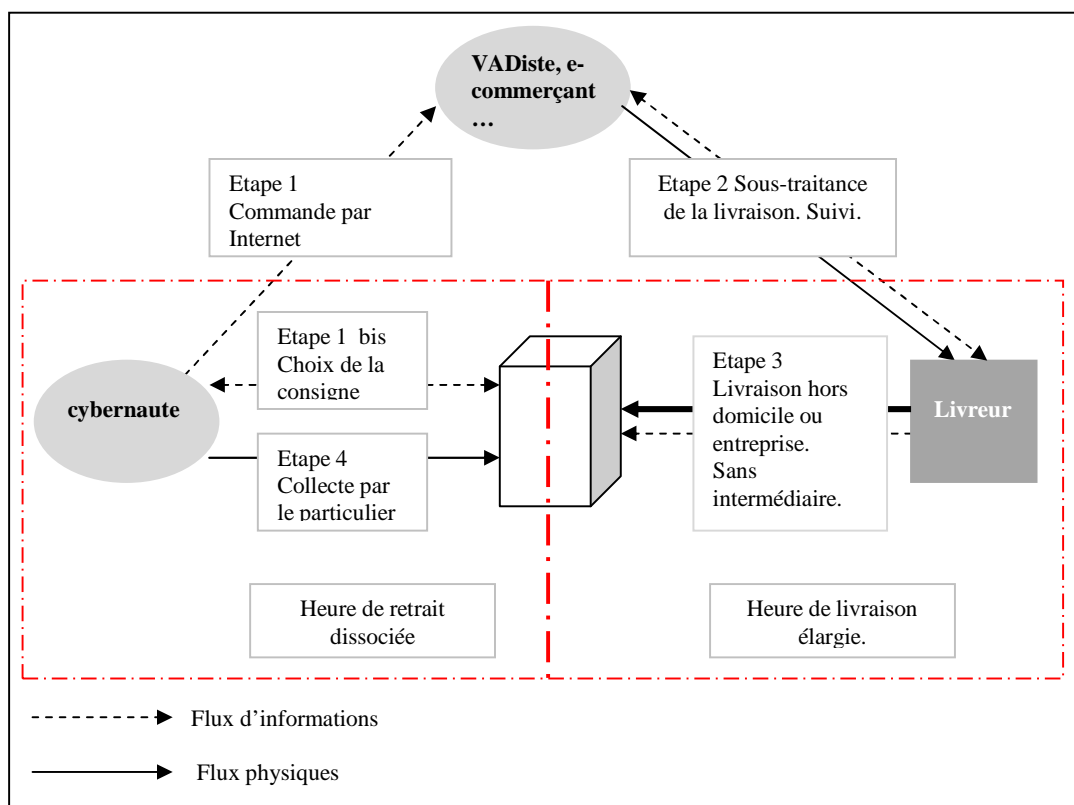 VADiste, e-
commerçant
…
Etape 1
Commande par
Internet
Etape 2 Sous-traitance
de la livraison. Suivi.
Etape 1  bis
Choix de la
consigne
cybernaute
Etape 4
Collecte par
le particulier
Etape 3
Livraison hors
domicile ou
entreprise.
Sans
intermédiaire.
Livreur
Heure de retrait
dissociée
Heure de livraison
élargie.
Flux d’informations
Flux physiques